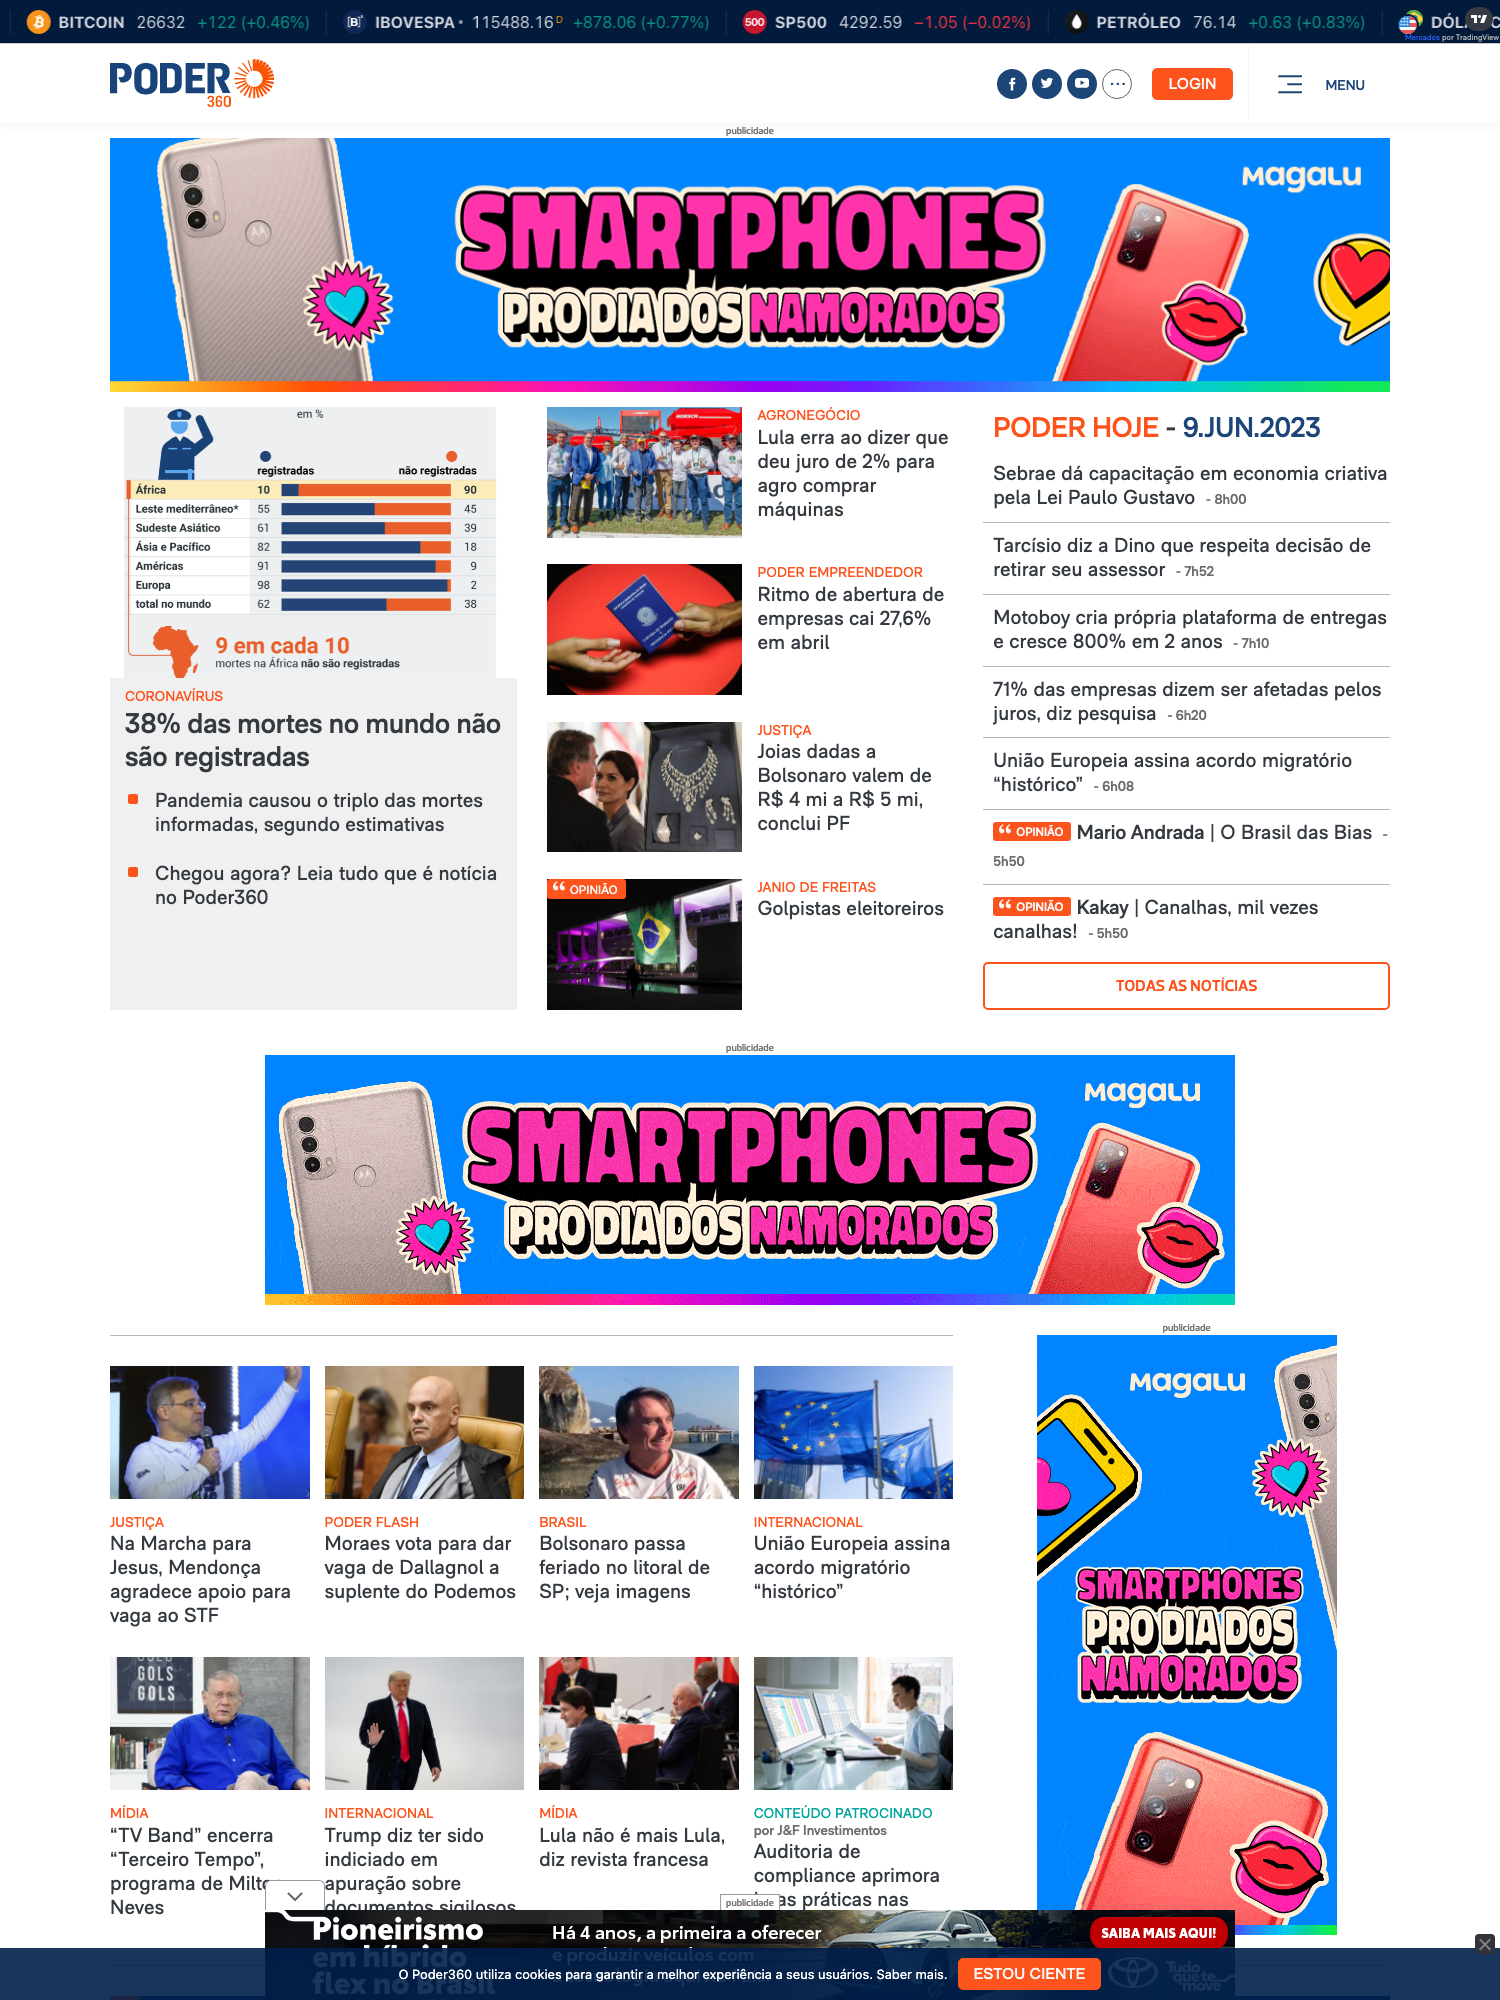 BITCOIN 26632 +122 (+0.46%) IBOVESPA 115488.16 D +878.06 (+0.77%) 500 SP500 4292.59 −1.05 (−0.02%) PETRÓLEO 76.14 +0.63 (+0.83%)
Mercados por TradingView
PODER
360
LOGIN
MENU
publicidade
Magalu
SMARTPHONES
PRO DIA DOS NAMORADOS
em %
registradas não registradas
África 10 90
Leste mediterrâneo* 55 45
Sudeste Asiático 61 39
Ásia e Pacífico 82 18
Américas 91 9
Europa 98 2
total no mundo 62 38
9 em cada 10
mortes na África não são registradas
CORONAVÍRUS
38% das mortes no mundo não
são registradas
Pandemia causou o triplo das mortes
informadas, segundo estimativas
Chegou agora? Leia tudo que é notícia
no Poder360
AGRONEGÓCIO
Lula erra ao dizer que
deu juro de 2% para
agro comprar
máquinas
PODER EMPREENDEDOR
Ritmo de abertura de
empresas cai 27,6%
em abril
JUSTIÇA
Joias dadas a
Bolsonaro valem de
R$ 4 mi a R$ 5 mi,
conclui PF
OPINIÃO
JANIO DE FREITAS
Golpistas eleitoreiros
PODER HOJE - 9.JUN.2023
Sebrae dá capacitação em economia criativa
pela Lei Paulo Gustavo - 8h00
Tarcísio diz a Dino que respeita decisão de
retirar seu assessor - 7h52
Motoboy cria própria plataforma de entregas
e cresce 800% em 2 anos - 7h10
71% das empresas dizem ser afetadas pelos
juros, diz pesquisa - 6h20
União Europeia assina acordo migratório
“histórico” - 6h08
OPINIÃO Mario Andrada | O Brasil das Bias -
5h50
OPINIÃO Kakay | Canalhas, mil vezes
canalhas! - 5h50
TODAS AS NOTÍCIAS
publicidade
Magalu
SMARTPHONES
PRO DIA DOS NAMORADOS
publicidade
Magalu
SMARTPHONES
PRO DIA DOS
NAMORADOS
JUSTIÇA
Na Marcha para
Jesus, Mendonça
agradece apoio para
vaga ao STF
PODER FLASH
Moraes vota para dar
vaga de Dallagnol a
suplente do Podemos
BRASIL
Bolsonaro passa
feriado no litoral de
SP; veja imagens
INTERNACIONAL
União Europeia assina
acordo migratório
“histórico”
GOLS
GOLS
MÍDIA
“TV Band” encerra
“Terceiro Tempo”,
programa de Milto
Neves
INTERNACIONAL
Trump diz ter sido
indiciado em
apuração sobre
documentos sigilosos
MÍDIA
Lula não é mais Lula,
diz revista francesa
CONTEÚDO PATROCINADO
por J&F Investimentos
Auditoria de
compliance aprimora
práticas nas
publicidade
Pioneirismo
em híbrido
flex no Brasil
Há 4 anos, a primeira a oferecer
e produzir veículos com
SAIBA MAIS AQUI!
O Poder360 utiliza cookies para garantir a melhor experiência a seus usuários. Saber mais.
ESTOU CIENTE